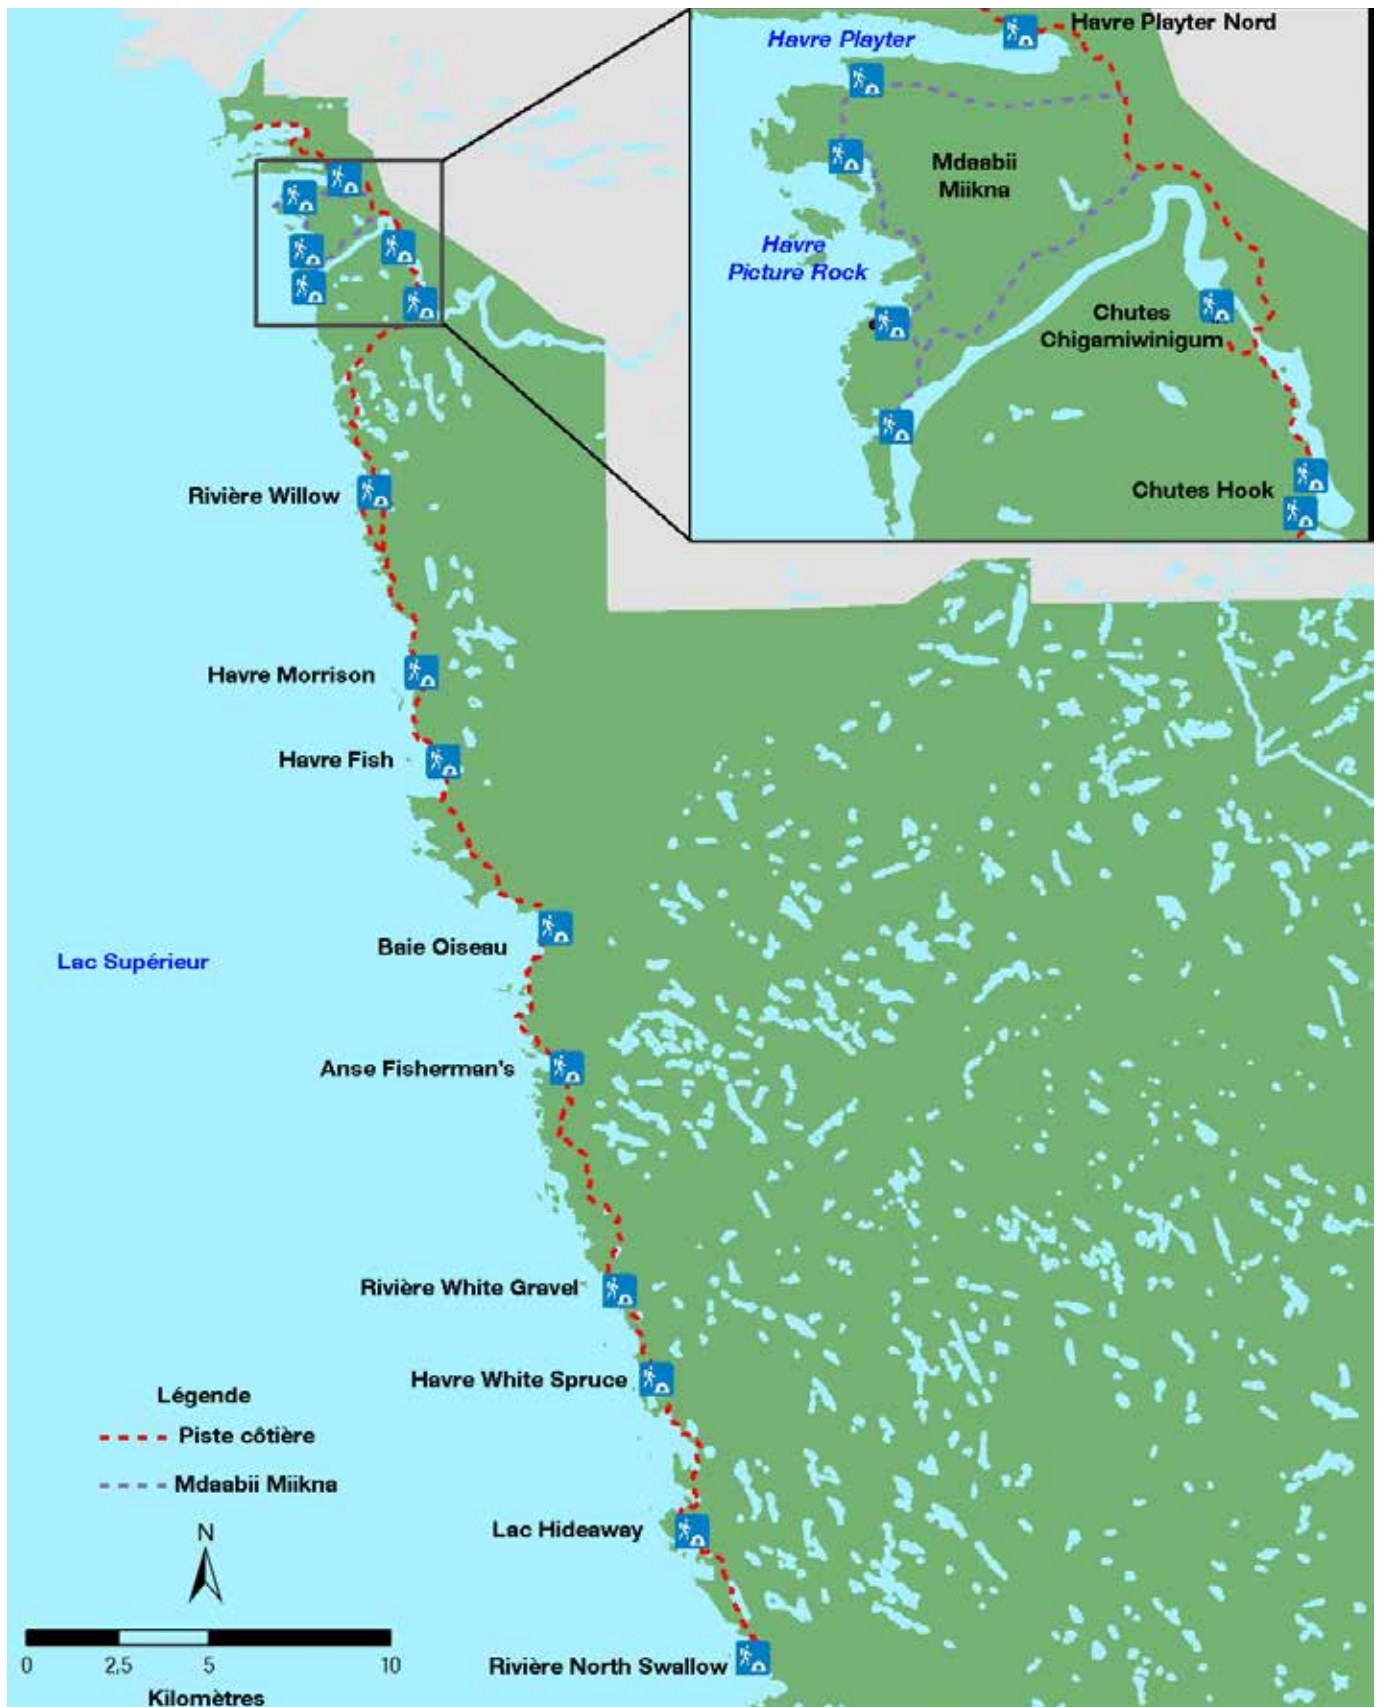 Havre Playter Nord
Havre Playter
Mdaabii
Miikna
Havre
Picture Rock
Chutes
Chigamiwinigum
Chutes Hook
Rivière Willow
Havre Morrison
Havre Fish
Baie Oiseau
Lac Supérieur
Anse Fisherman's
Rivière White Gravel
Havre White Spruce
Légende
Piste côtière
Mdaabii Miikna
Lac Hideaway
N
0 2,5 5 10
Kilomètres
Rivière North Swallow